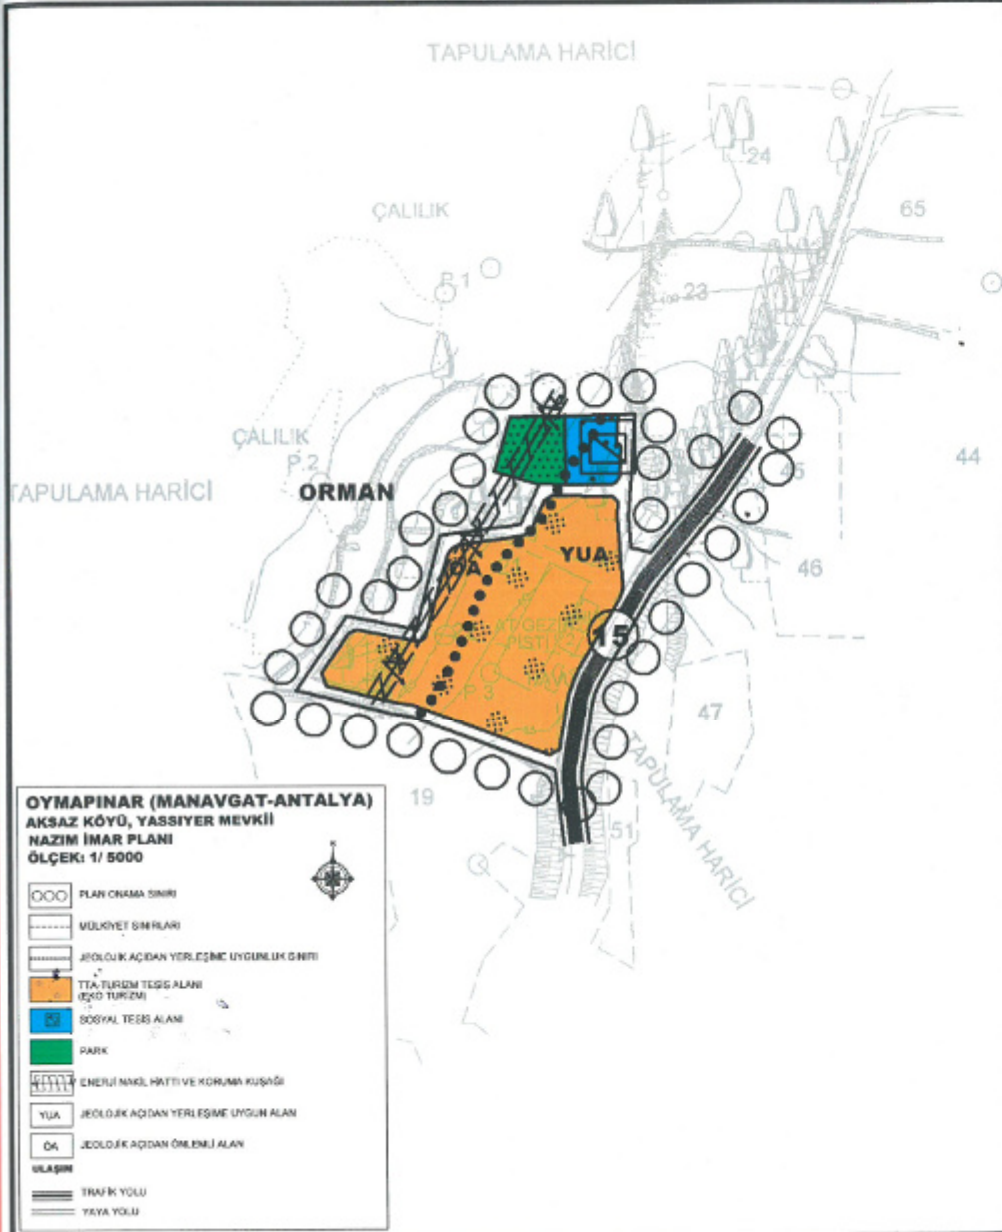 TAPULAMA HARİCİ
24
ÇALILIK
65
P.1
23
ÇALILIK
P.2
44
45
TAPULAMA HARİCİ
ORMAN
YUA
ÖA
46
AT GEZİ
PİSTİ
15
P.3
47
TAPULAMA HARİCİ
19
51
OYMAPINAR (MANAVGAT-ANTALYA)
AKSAZ KÖYÜ, YASSIYER MEVKİİ
NAZIM İMAR PLANI
ÖLÇEK: 1/ 5000
PLAN ONAMA SINIRI
MÜLKİYET SINIRLARI
JEOLOJİK AÇIDAN YERLEŞİME UYGUNLUK SINIRI
TTA-TURİZM TESİS ALANI
(EKO TURİZM)
SOSYAL TESİS ALANI
PARK
ENERJİ NAKİL HATTI VE KORUMA KUŞAĞI
YUA JEOLOJİK AÇIDAN YERLEŞİME UYGUN ALAN
ÖA JEOLOJİK AÇIDAN ÖNLEMLİ ALAN
ULAŞIM
TRAFİK YOLU
YAYA YOLU